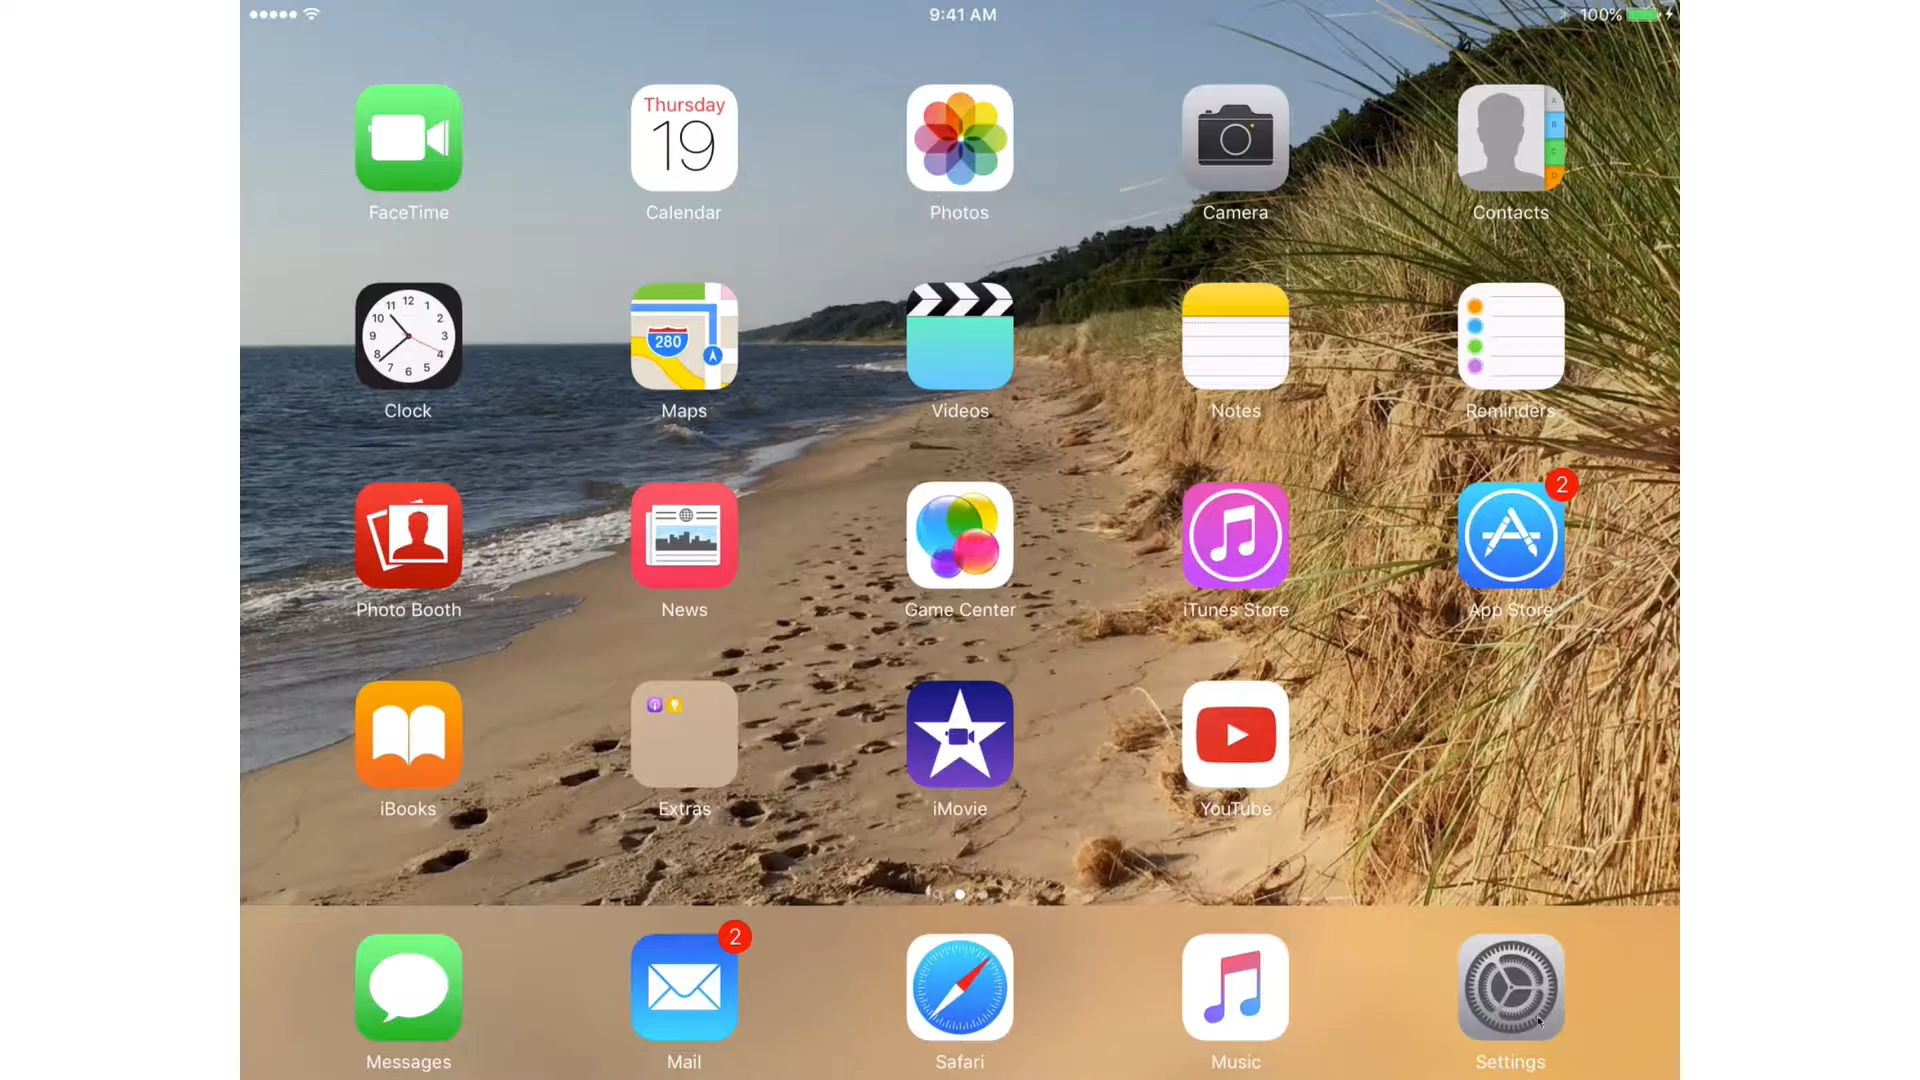 9:41 AM 100%
Thursday
19
A
B
C
D
FaceTime Calendar Photos Camera Contacts
12
11 1
10 2
9 3
8 4
7 5
6
280
Clock Maps Videos Notes Reminders
2
Photo Booth News Game Center iTunes Store App Store
iBooks Extras iMovie YouTube
2
Messages Mail Safari Music Settings